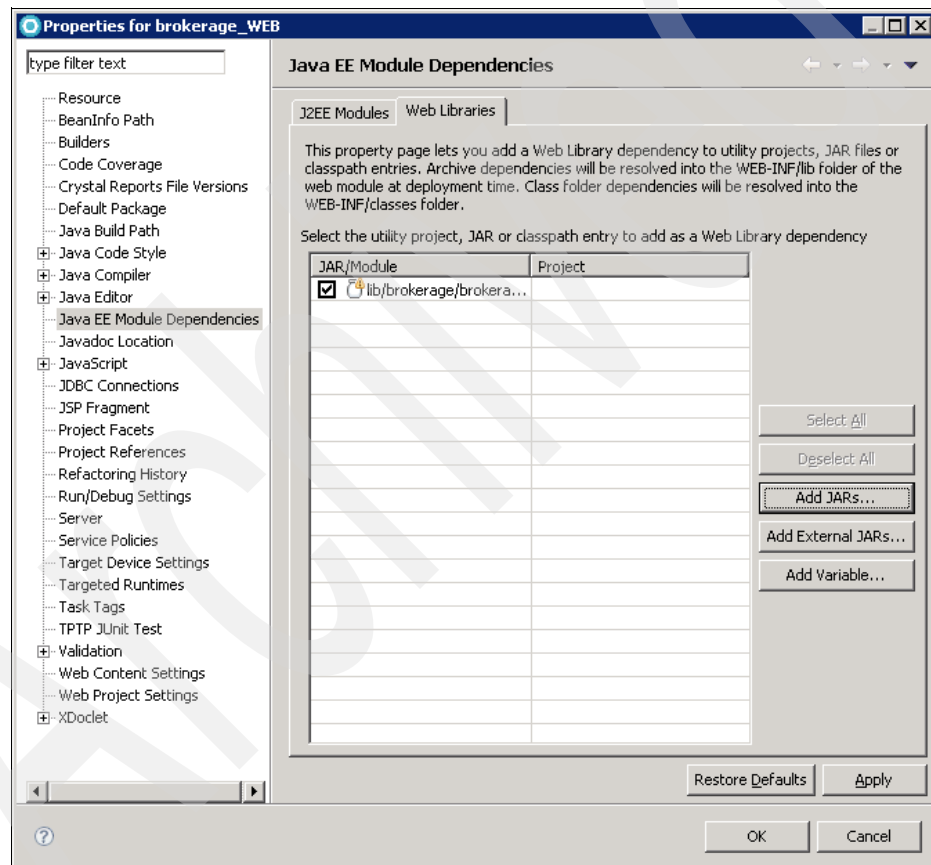 Properties for brokerage_WEB
type filter text
Resource
BeanInfo Path
Builders
Code Coverage
Crystal Reports File Versions
Default Package
Java Build Path
Java Code Style
Java Compiler
Java Editor
Java EE Module Dependencies
Javadoc Location
JavaScript
JDBC Connections
JSP Fragment
Project Facets
Project References
Refactoring History
Run/Debug Settings
Server
Service Policies
Target Device Settings
Targeted Runtimes
Task Tags
TPTP JUnit Test
Validation
Web Content Settings
Web Project Settings
XDoclet
Java EE Module Dependencies
J2EE Modules Web Libraries
This property page lets you add a Web Library dependency to utility projects, JAR files or
classpath entries. Archive dependencies will be resolved into the WEB-INF/lib folder of the
web module at deployment time. Class folder dependencies will be resolved into the
WEB-INF/classes folder.
Select the utility project, JAR or classpath entry to add as a Web Library dependency
JAR/Module Project
lib/brokerage/brokera...
Select All
Deselect All
Add JARs...
Add External JARs...
Add Variable...
Restore Defaults Apply
OK Cancel